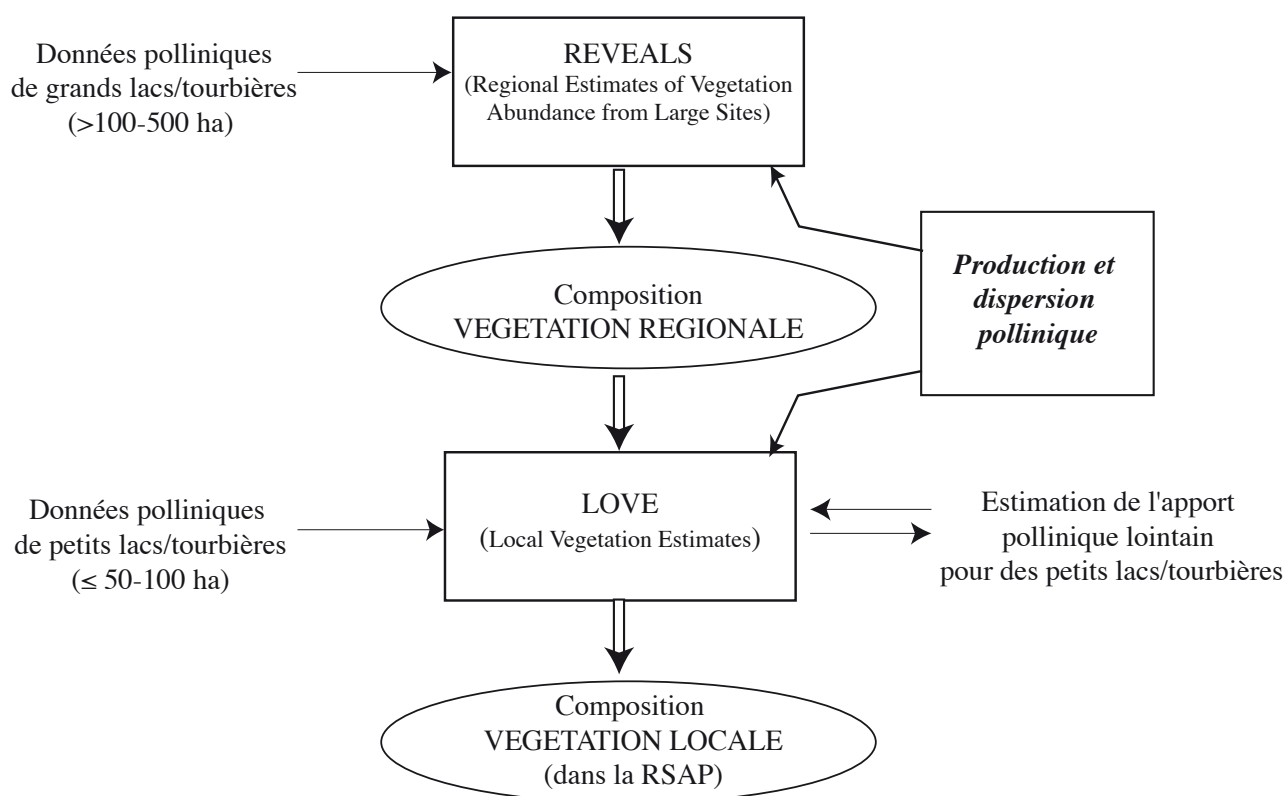 Données polliniques
de grands lacs/tourbières
(>100-500 ha)
REVEALS
(Regional Estimates of Vegetation
Abundance from Large Sites)
Production et
dispersion
pollinique
Composition
VEGETATION REGIONALE
Données polliniques
de petits lacs/tourbières
(≤ 50-100 ha)
LOVE
(Local Vegetation Estimates)
Estimation de l'apport
pollinique lointain
pour des petits lacs/tourbières
Composition
VEGETATION LOCALE
(dans la RSAP)